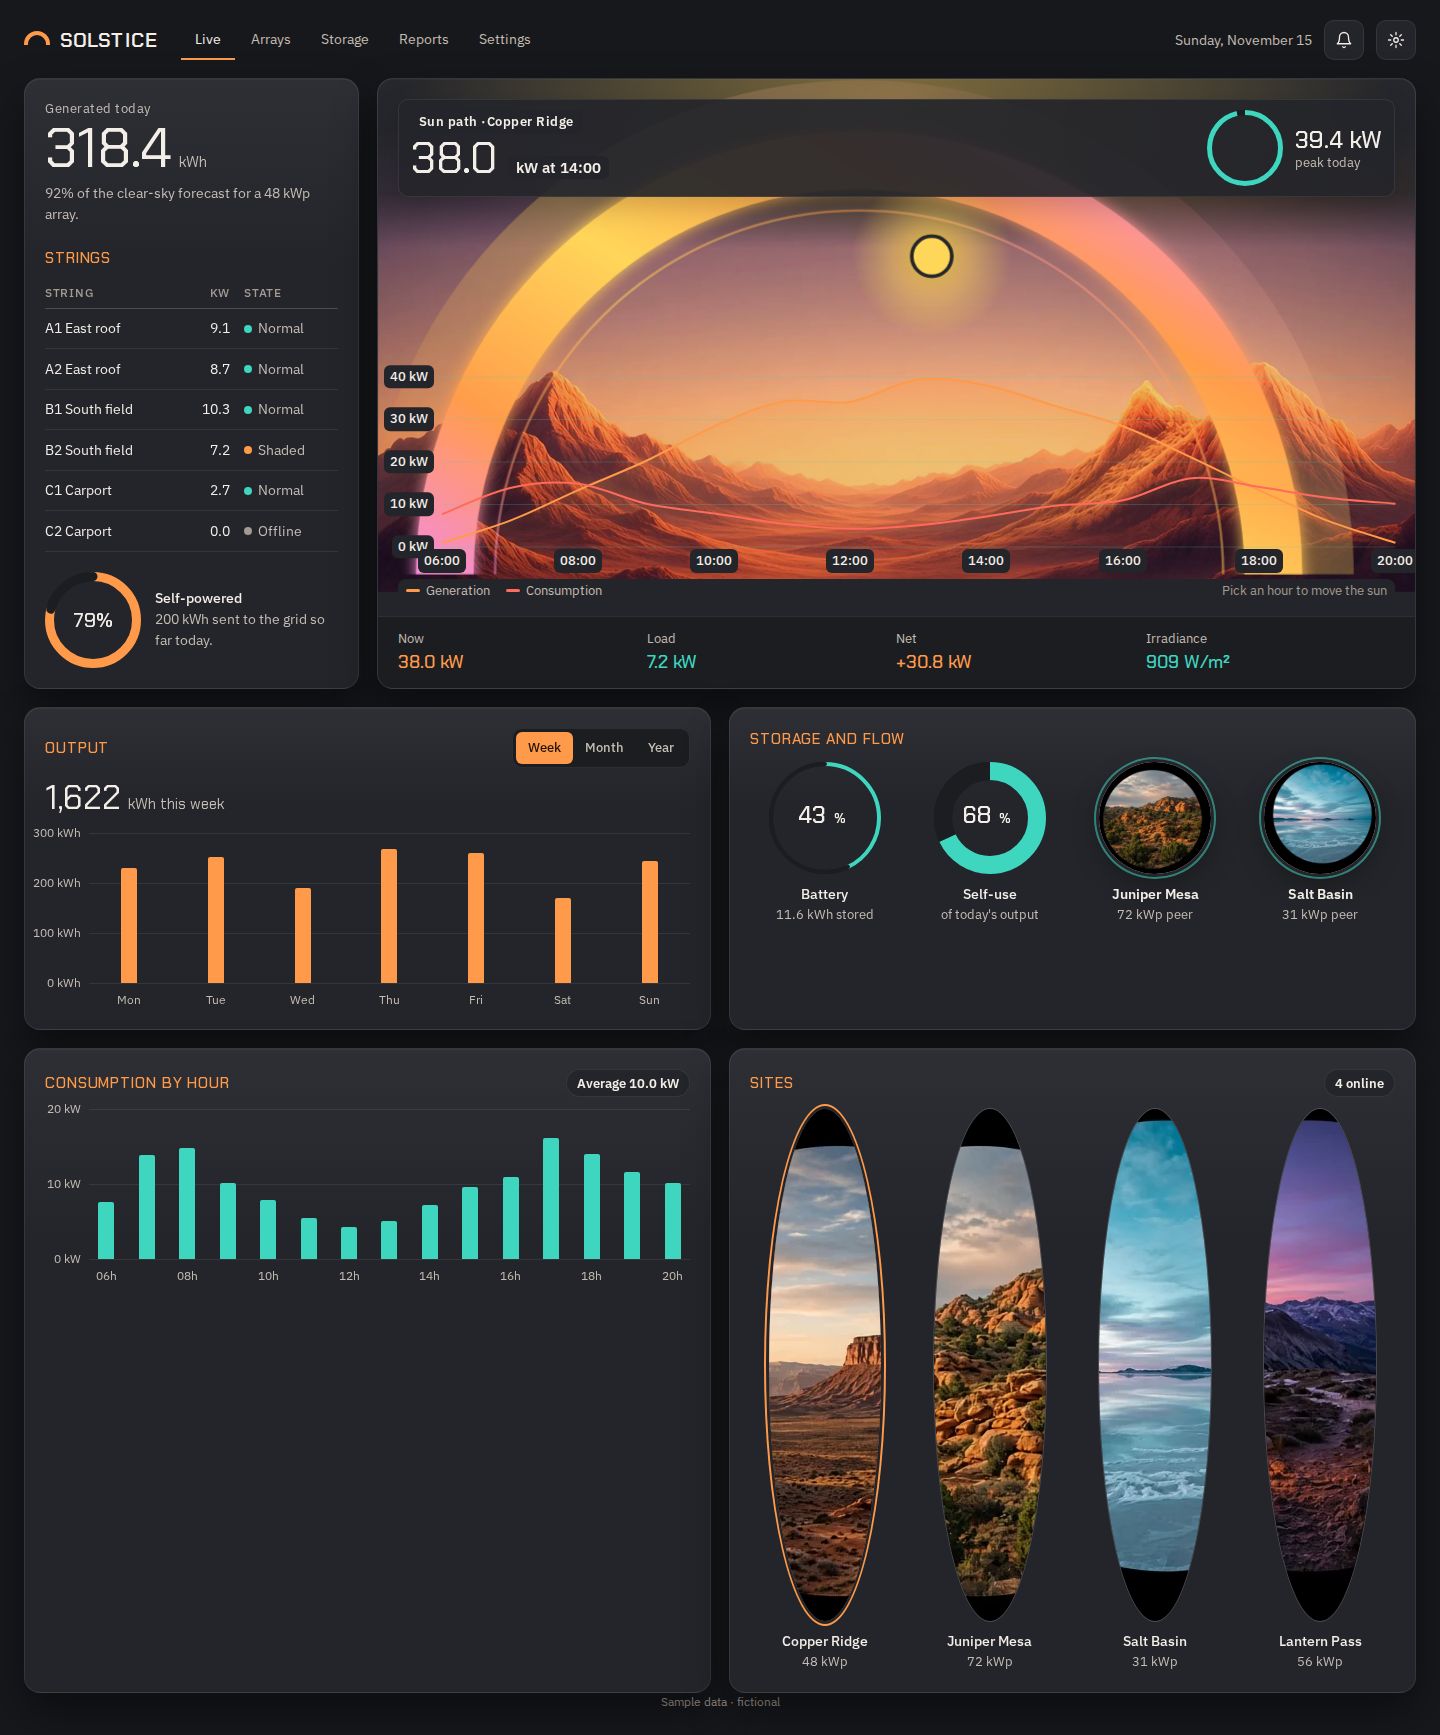 SOLSTICE
Live
Arrays
Storage
Reports
Settings
Sunday, November 15
Generated today
318.4 kWh
92% of the clear-sky forecast for a 48 kWp
array.
STRINGS
STRING KW STATE
A1 East roof 9.1 Normal
A2 East roof 8.7 Normal
B1 South field 10.3 Normal
B2 South field 7.2 Shaded
C1 Carport 2.7 Normal
C2 Carport 0.0 Offline
79%
Self-powered
200 kWh sent to the grid so
far today.
Sun path · Copper Ridge
38.0 kW at 14:00
39.4 kW
peak today
40 kW
30 kW
20 kW
10 kW
0 kW
06:00 08:00 10:00 12:00 14:00 16:00 18:00 20:00
Generation Consumption
Pick an hour to move the sun
Now
38.0 kW
Load
7.2 kW
Net
+30.8 kW
Irradiance
909 W/m²
OUTPUT
Week Month Year
1,622 kWh this week
300 kWh
200 kWh
100 kWh
0 kWh
Mon Tue Wed Thu Fri Sat Sun
STORAGE AND FLOW
43 %
Battery
11.6 kWh stored
68 %
Self-use
of today's output
Juniper Mesa
72 kWp peer
Salt Basin
31 kWp peer
CONSUMPTION BY HOUR
Average 10.0 kW
20 kW
10 kW
0 kW
06h 08h 10h 12h 14h 16h 18h 20h
SITES
4 online
Copper Ridge
48 kWp
Juniper Mesa
72 kWp
Salt Basin
31 kWp
Lantern Pass
56 kWp
Sample data · fictional